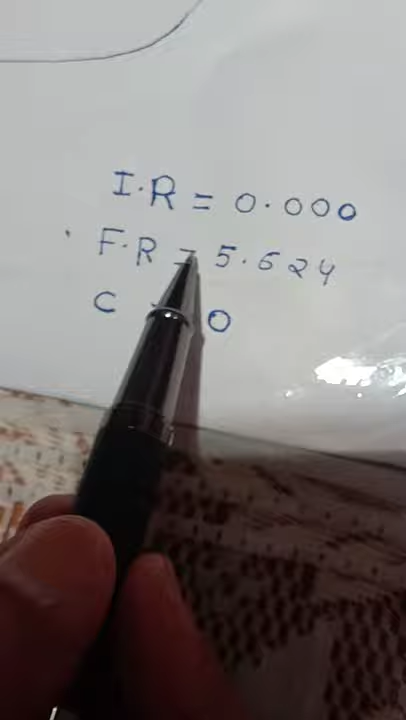 I.R = 0.000
F.R = 5.624
C 0